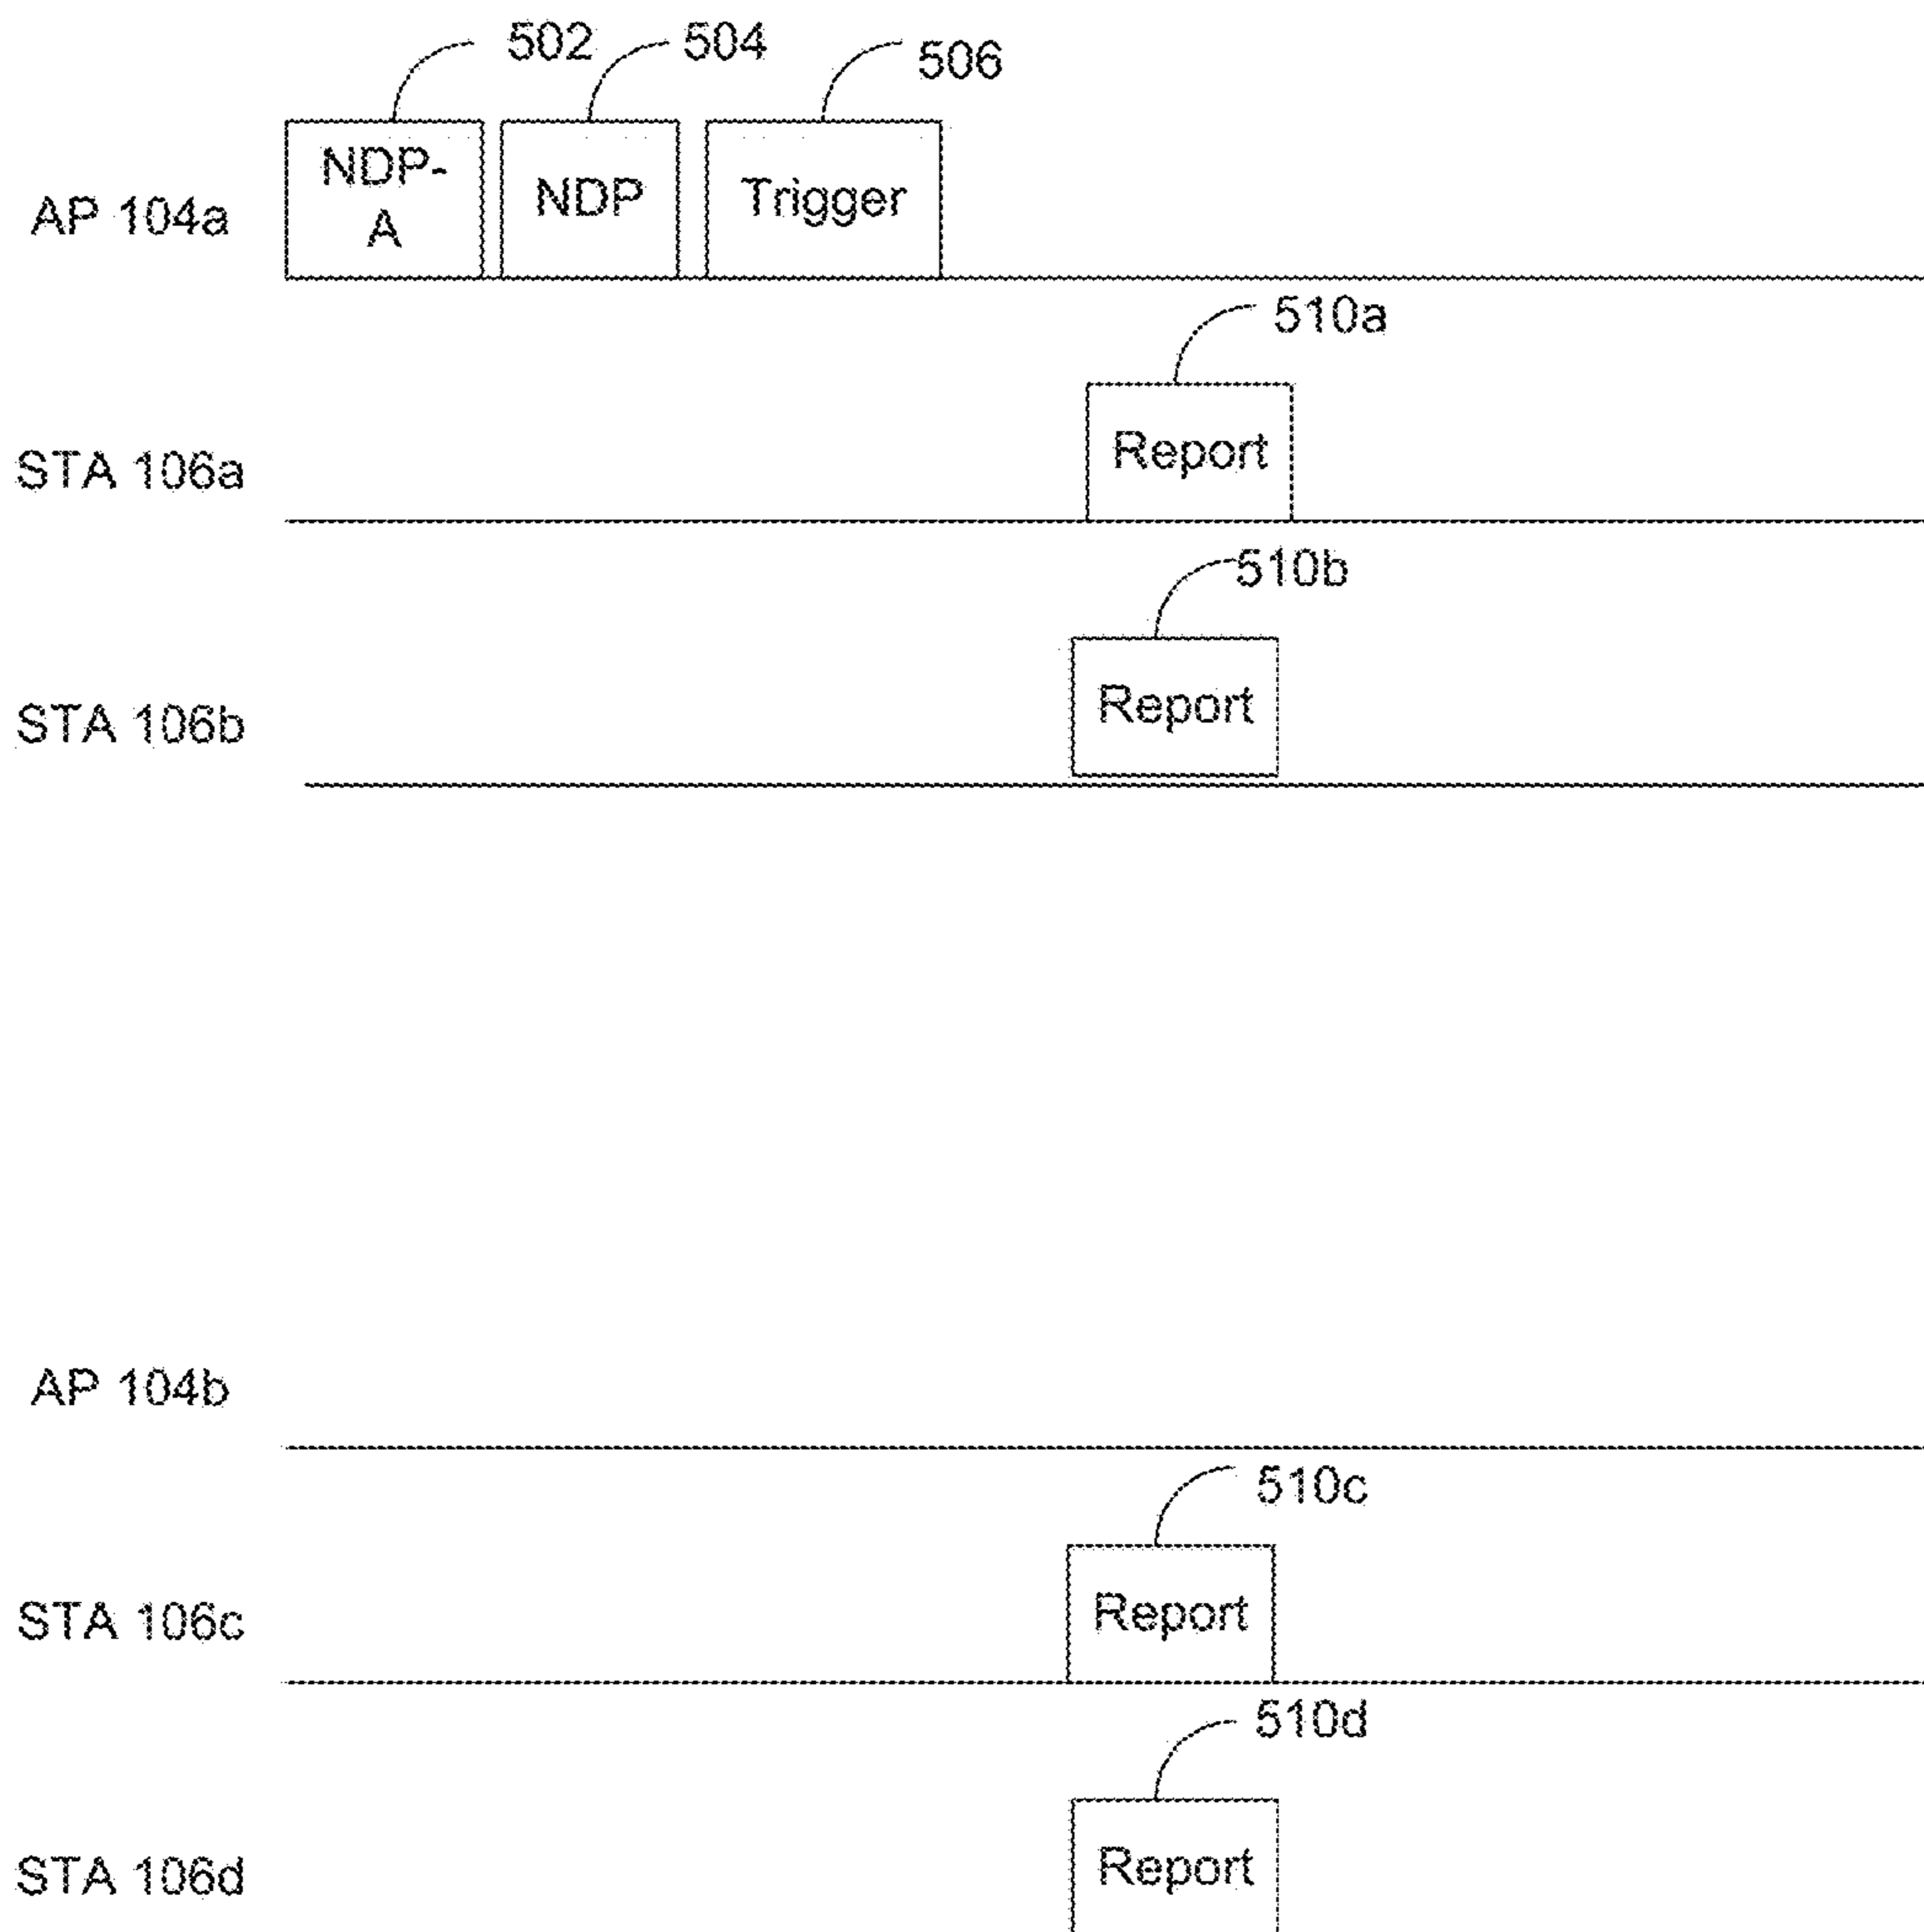 502 504 506
NDP-
A
NDP
Trigger
AP 104a
510a
Report
STA 106a
510b
Report
STA 106b
AP 104b
510c
Report
STA 106c
510d
Report
STA 106d